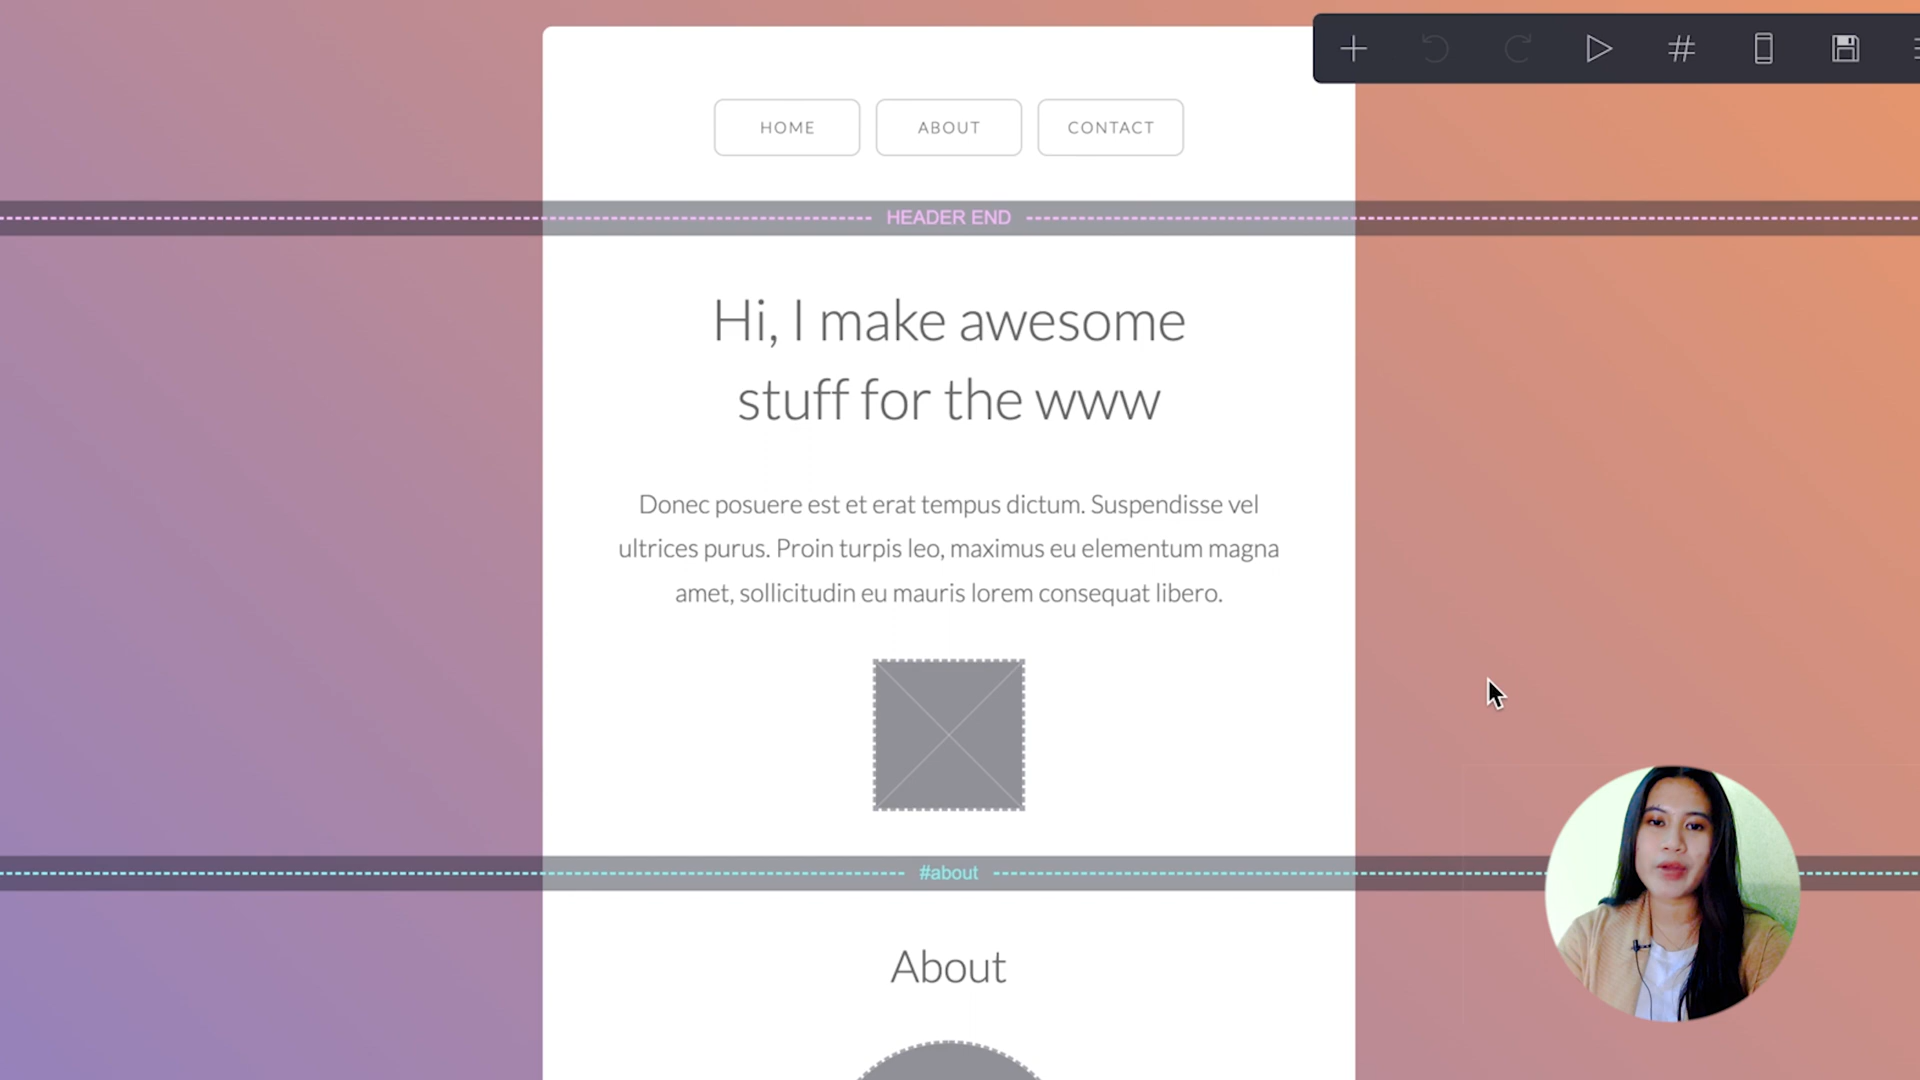 HOME
ABOUT
CONTACT
HEADER END
Hi, I make awesome
stuff for the www
Donec posuere est et erat tempus dictum. Suspendisse vel
ultrices purus. Proin turpis leo, maximus eu elementum magna
amet, sollicitudin eu mauris lorem consequat libero.
#about
About